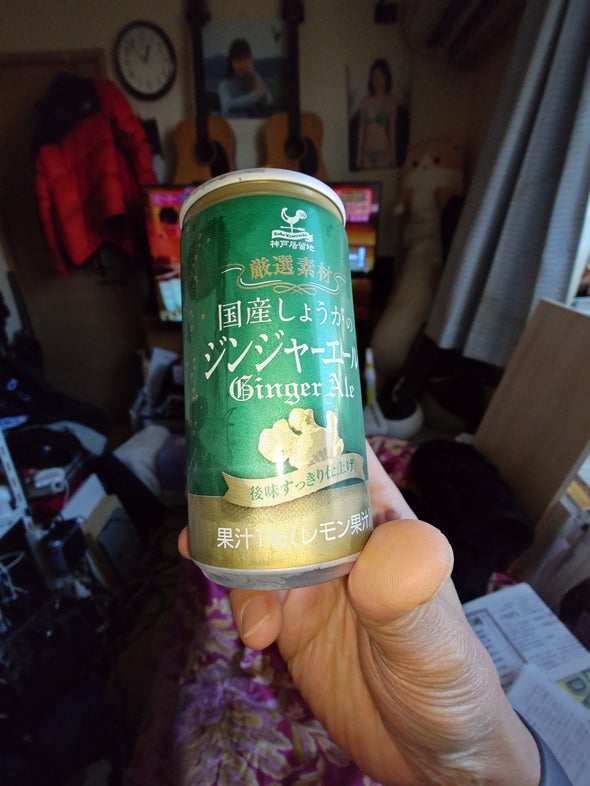 神戸居留地
厳選素材
国産しょうがの
ジンジャーエール
Ginger Ale
後味すっきり仕上げ
果汁1%(レモン果汁)